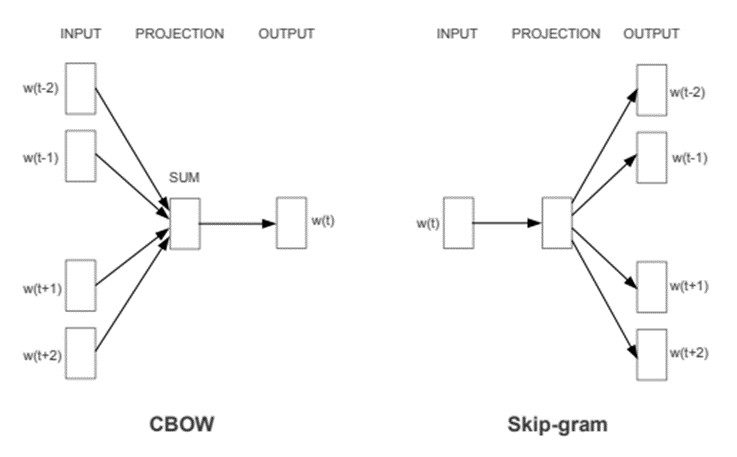 INPUT PROJECTION OUTPUT
w(t-2)
w(t-1)
SUM
w(t)
w(t+1)
w(t+2)
CBOW
INPUT PROJECTION OUTPUT
w(t-2)
w(t-1)
w(t)
w(t+1)
w(t+2)
Skip-gram